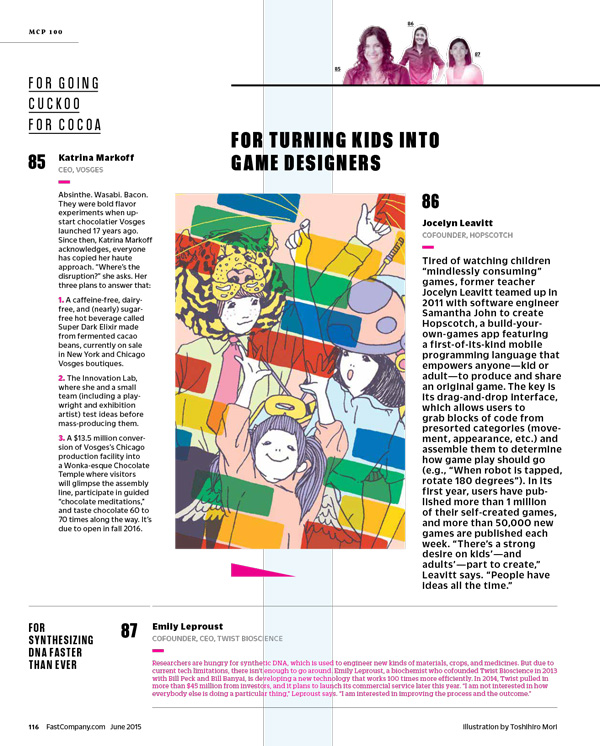 MCP 100
86
87
85
FOR GOING
CUCKOO
FOR COCOA
FOR TURNING KIDS INTO
GAME DESIGNERS
85
Katrina Markoff
CEO, VOSGES
Absinthe. Wasabi. Bacon.
They were bold flavor
experiments when up-
start chocolatier Vosges
launched 17 years ago.
Since then, Katrina Markoff
acknowledges, everyone
has copied her haute
approach. “Where’s the
disruption?” she asks. Her
three plans to answer that:
1. A caffeine-free, dairy-
free, and (nearly) sugar-
free hot beverage called
Super Dark Elixir made
from fermented cacao
beans, currently on sale
in New York and Chicago
Vosges boutiques.
2. The Innovation Lab,
where she and a small
team (including a play-
wright and exhibition
artist) test ideas before
mass-producing them.
3. A $13.5 million conver-
sion of Vosges’s Chicago
production facility into
a Wonka-esque Chocolate
Temple where visitors
will glimpse the assembly
line, participate in guided
“chocolate meditations,”
and taste chocolate 60 to
70 times along the way. It’s
due to open in fall 2016.
86
Jocelyn Leavitt
COFOUNDER, HOPSCOTCH
Tired of watching children
“mindlessly consuming”
games, former teacher
Jocelyn Leavitt teamed up in
2011 with software engineer
Samantha John to create
Hopscotch, a build-your-
own-games app featuring
a first-of-its-kind mobile
programming language that
empowers anyone—kid or
adult—to produce and share
an original game. The key is
its drag-and-drop interface,
which allows users to
grab blocks of code from
presorted categories (move-
ment, appearance, etc.) and
assemble them to determine
how game play should go
(e.g., “When robot is tapped,
rotate 180 degrees”). In its
first year, users have pub-
lished more than 1 million
of their self-created games,
and more than 50,000 new
games are published each
week. “There’s a strong
desire on kids’—and
adults’—part to create,”
Leavitt says. “People have
ideas all the time.”
FOR
SYNTHESIZING
DNA FASTER
THAN EVER
87
Emily Leproust
COFOUNDER, CEO, TWIST BIOSCIENCE
Researchers are hungry for synthetic DNA, which is used to engineer new kinds of materials, crops, and medicines. But due to
current tech limitations, there isn’t enough to go around. Emily Leproust, a biochemist who cofounded Twist Bioscience in 2013
with Bill Peck and Bill Banyai, is developing a new technology that works 100 times more efficiently. In 2014, Twist pulled in
more than $45 million from investors, and it plans to launch its commercial service later this year. “I am not interested in how
everybody else is doing a particular thing,” Leproust says. “I am interested in improving the process and the outcome.”
116 FastCompany.com June 2015
Illustration by Toshihiro Mori